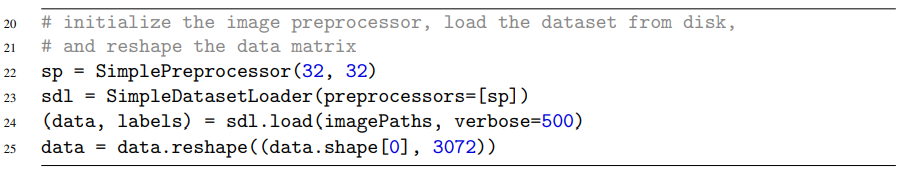 20 # initialize the image preprocessor, load the dataset from disk,
21 # and reshape the data matrix
22 sp = SimplePreprocessor(32, 32)
23 sdl = SimpleDatasetLoader(preprocessors=[sp])
24 (data, labels) = sdl.load(imagePaths, verbose=500)
25 data = data.reshape((data.shape[0], 3072))